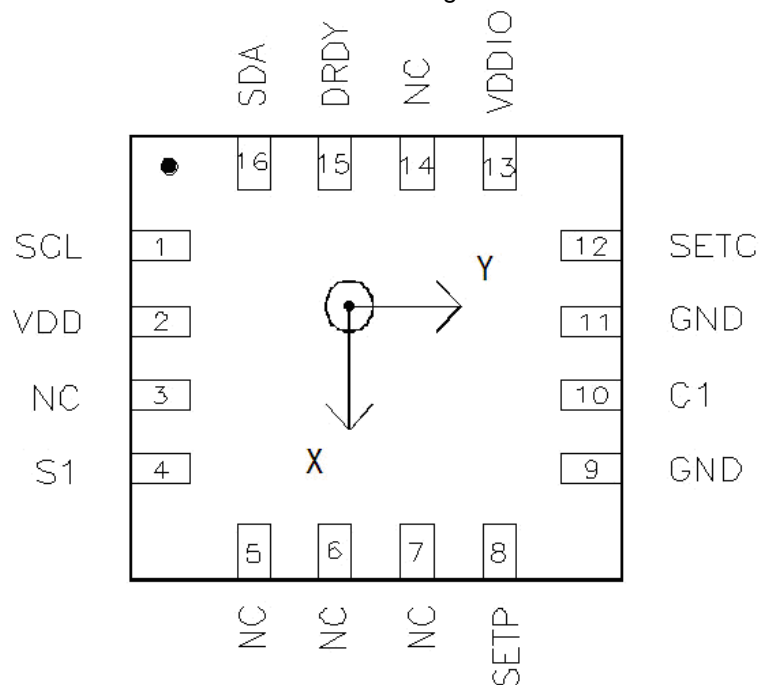 SDA
DRDY
NC
VDDIO
16 15 14 13
SCL 1 12 SETC
Y
VDD 2 11 GND
NC 3 10 C1
X
S1 4 9 GND
5 6 7 8
NC
NC
NC
SETP